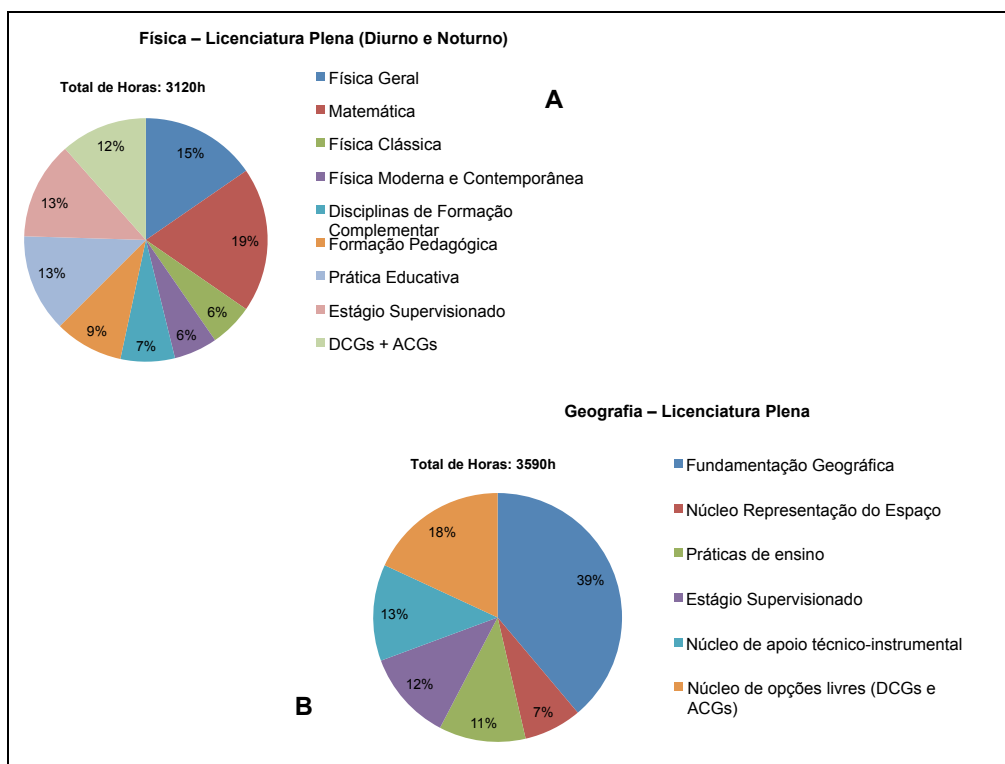 Física – Licenciatura Plena (Diurno e Noturno)
Total de Horas: 3120h
A
Física Geral
Matemática
Física Clássica
Física Moderna e Contemporânea
Disciplinas de Formação
Complementar
Formação Pedagógica
Prática Educativa
Estágio Supervisionado
DCGs + ACGs
15%
19%
6%
6%
7%
9%
13%
13%
12%
Geografia – Licenciatura Plena
Total de Horas: 3590h
B
Fundamentação Geográfica
Núcleo Representação do Espaço
Práticas de ensino
Estágio Supervisionado
Núcleo de apoio técnico-instrumental
Núcleo de opções livres (DCGs e
ACGs)
39%
7%
11%
12%
13%
18%